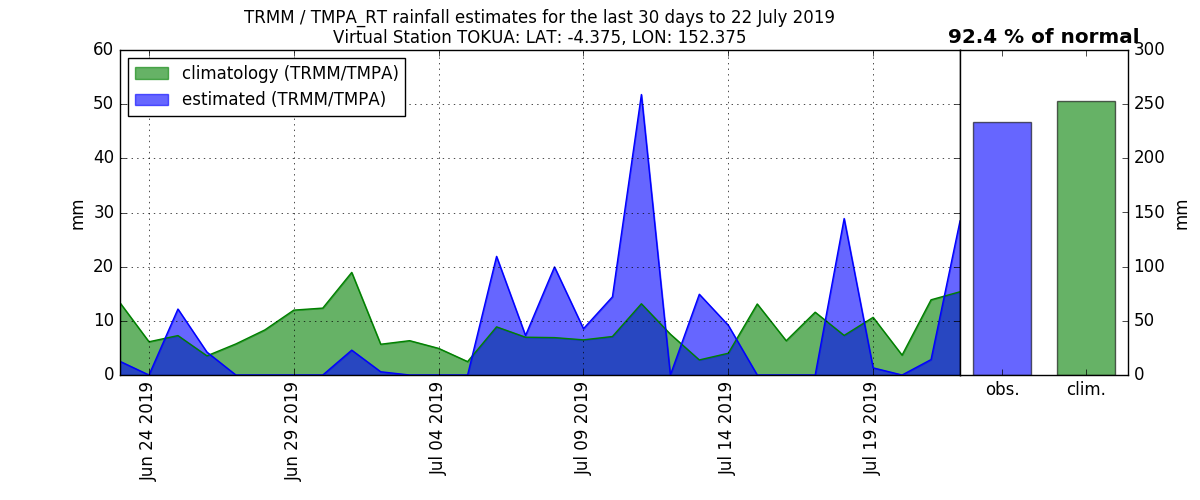 TRMM / TMPA_RT rainfall estimates for the last 30 days to 22 July 2019
Virtual Station TOKUA: LAT: -4.375, LON: 152.375
92.4 % of normal
climatology (TRMM/TMPA)
estimated (TRMM/TMPA)
60
50
40
30
20
10
0
mm
300
250
200
150
100
50
0
mm
Jun 24 2019
Jun 29 2019
Jul 04 2019
Jul 09 2019
Jul 14 2019
Jul 19 2019
obs.
clim.